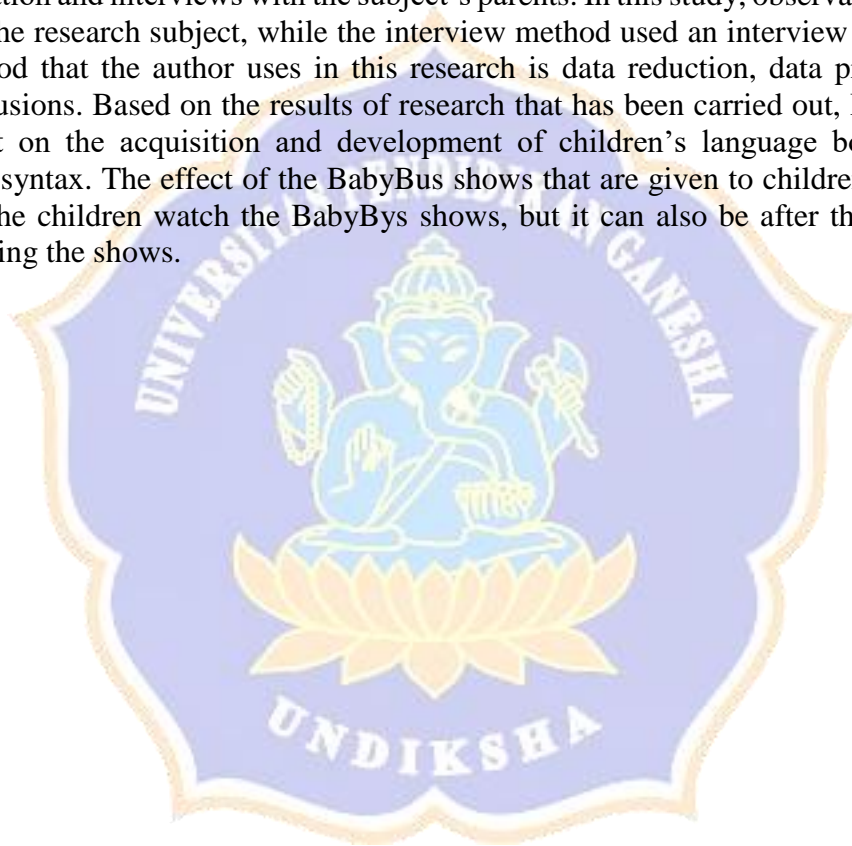 tion and interviews with the subject's parents. In this study, observa
he research subject, while the interview method used an interview
od that the author uses in this research is data reduction, data p
usions. Based on the results of research that has been carried out,
t on the acquisition and development of children's language bo
syntax. The effect of the BabyBus shows that are given to children
he children watch the BabyBys shows, but it can also be after th
ing the shows.
UNIVERSITAS PENDIDIKAN GANESHA
UNDIKSHA